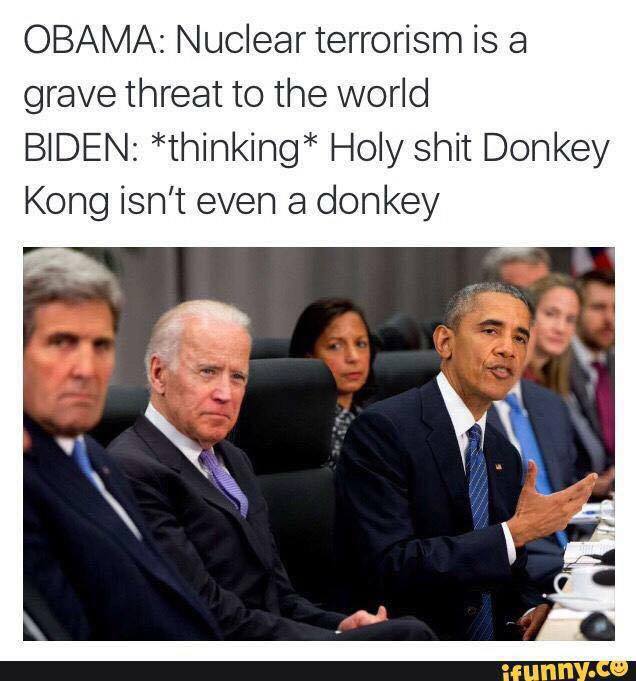 OBAMA: Nuclear terrorism is a
grave threat to the world
BIDEN: *thinking* Holy shit Donkey
Kong isn't even a donkey
ifunny.co